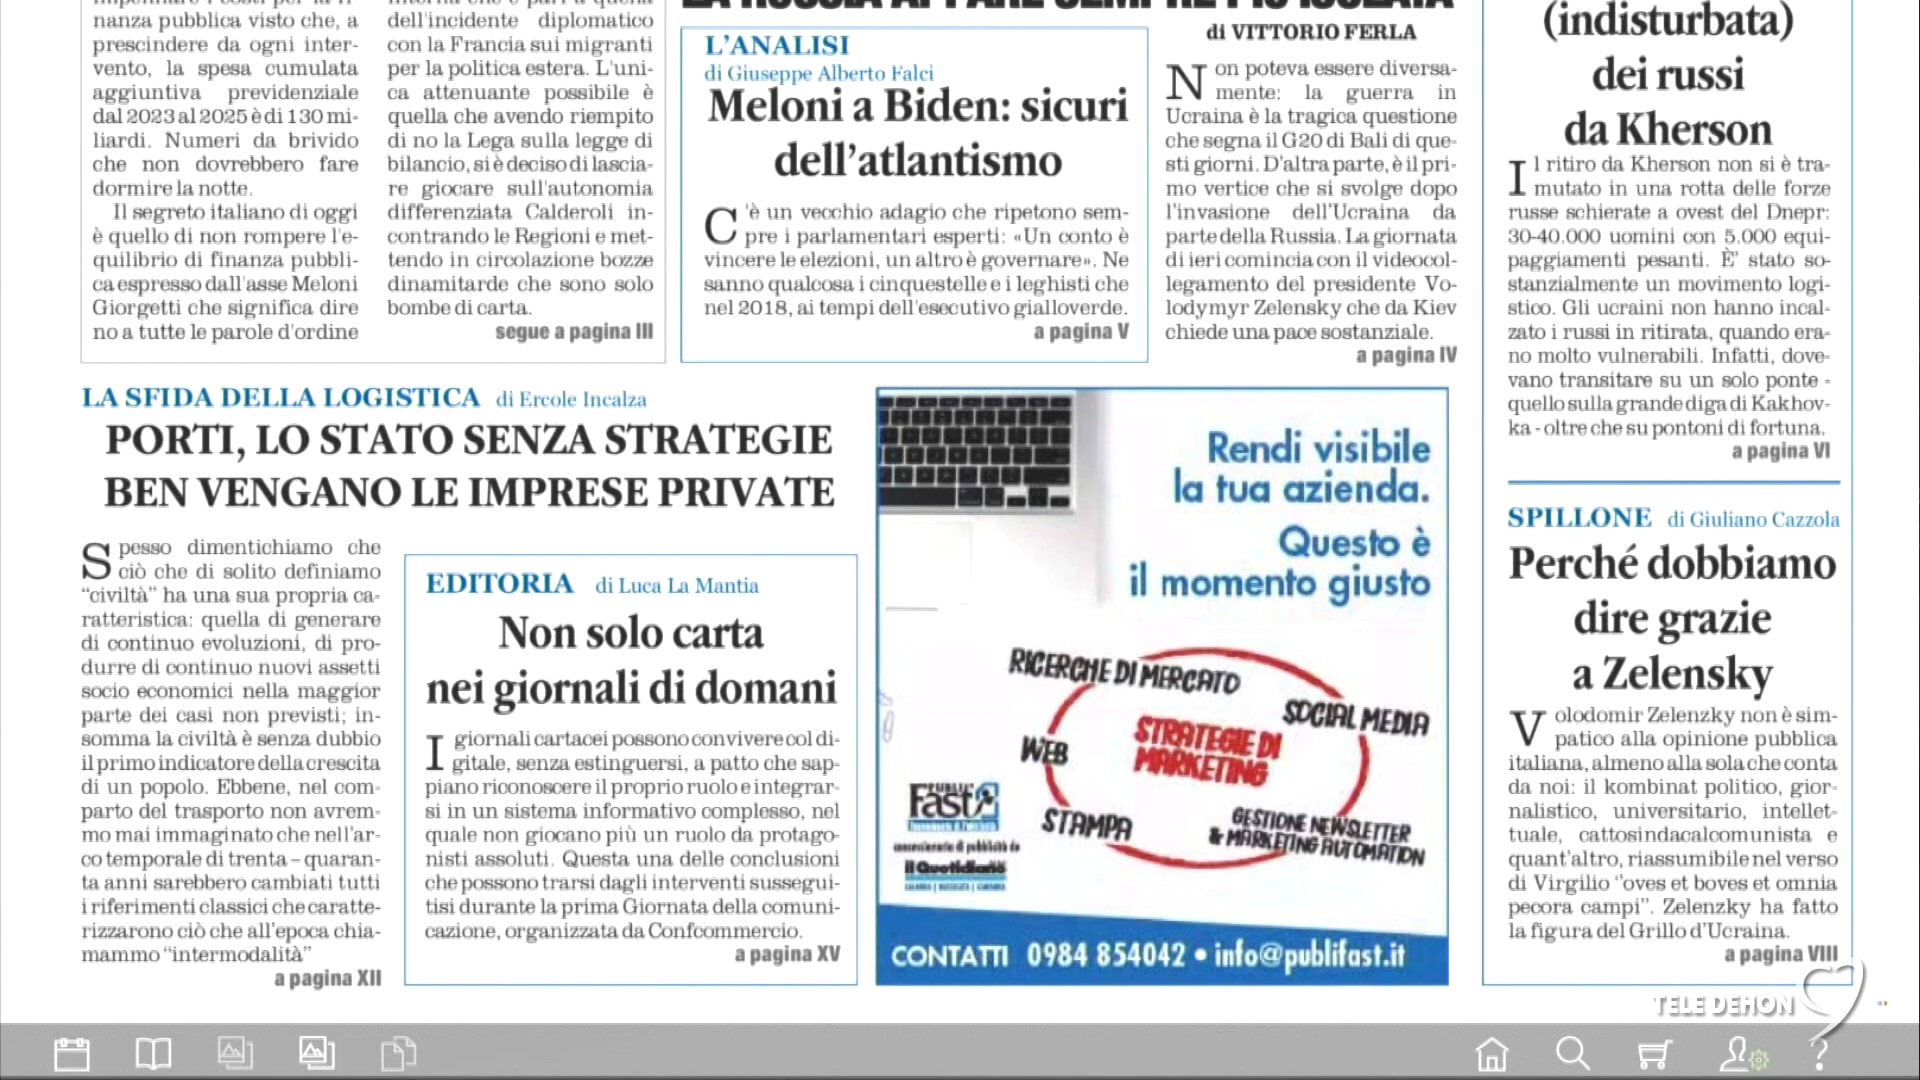 nanza pubblica visto che, a
prescindere da ogni inter-
vento, la spesa cumulata
aggiuntiva previdenziale
dal 2023 al 2025 è di 130 mi-
liardi. Numeri da brivido
che non dovrebbero fare
dormire la notte.
Il segreto italiano di oggi
è quello di non rompere l'e-
quilibrio di finanza pubbli-
ca espresso dall'asse Meloni
Giorgetti che significa dire
no a tutte le parole d'ordine
dell'incidente diplomatico
con la Francia sui migranti
per la politica estera. L'uni-
ca attenuante possibile è
quella che avendo riempito
di no la Lega sulla legge di
bilancio, si è deciso di lascia-
re giocare sull'autonomia
differenziata Calderoli in-
contrando le Regioni e met-
tendo in circolazione bozze
dinamitarde che sono solo
bombe di carta.
segue a pagina III
L'ANALISI
di Giuseppe Alberto Falci
Meloni a Biden: sicuri
dell'atlantismo
C'è un vecchio adagio che ripetono sem-
pre i parlamentari esperti: «Un conto è
vincere le elezioni, un altro è governare». Ne
sanno qualcosa i cinquestelle e i leghisti che
nel 2018, ai tempi dell'esecutivo gialloverde.
a pagina V
LA RUSSIA APPARE SEMPRE PIÙ ISOLATA
di VITTORIO FERLA
Non poteva essere diversa-
mente: la guerra in
Ucraina è la tragica questione
che segna il G20 di Bali di que-
sti giorni. D'altra parte, è il pri-
mo vertice che si svolge dopo
l'invasione dell'Ucraina da
parte della Russia. La giornata
di ieri comincia con il videocol-
legamento del presidente Vo-
lodymyr Zelensky che da Kiev
chiede una pace sostanziale.
a pagina IV
(indisturbata)
dei russi
da Kherson
Il ritiro da Kherson non si è tra-
mutato in una rotta delle forze
russe schierate a ovest del Dnepr:
30-40.000 uomini con 5.000 equi-
paggiamenti pesanti. È' stato so-
stanzialmente un movimento logi-
stico. Gli ucraini non hanno incal-
zato i russi in ritirata, quando era-
no molto vulnerabili. Infatti, dove-
vano transitare su un solo ponte -
quello sulla grande diga di Kakhov-
ka - oltre che su pontoni di fortuna.
a pagina VI
LA SFIDA DELLA LOGISTICA di Ercole Incalza
PORTI, LO STATO SENZA STRATEGIE
BEN VENGANO LE IMPRESE PRIVATE
Spesso dimentichiamo che
ciò che di solito definiamo
“civiltà” ha una sua propria ca-
ratteristica: quella di generare
di continuo evoluzioni, di pro-
durre di continuo nuovi assetti
socio economici nella maggior
parte dei casi non previsti; in-
somma la civiltà è senza dubbio
il primo indicatore della crescita
di un popolo. Ebbene, nel com-
parto del trasporto non avrem-
mo mai immaginato che nell'ar-
co temporale di trenta – quaran-
ta anni sarebbero cambiati tutti
i riferimenti classici che caratte-
rizzarono ciò che all'epoca chia-
mammo “intermodalità”
a pagina XII
EDITORIA di Luca La Mantia
Non solo carta
nei giornali di domani
I giornali cartacei possono convivere col di-
gitale, senza estinguersi, a patto che sap-
piano riconoscere il proprio ruolo e integrar-
si in un sistema informativo complesso, nel
quale non giocano più un ruolo da protago-
nisti assoluti. Questa una delle conclusioni
che possono trarsi dagli interventi sussegui-
tisi durante la prima Giornata della comuni-
cazione, organizzata da Confcommercio.
a pagina XV
Rendi visibile
la tua azienda.
Questo è
il momento giusto
RICERCHE DI MERCATO
SOCIAL MEDIA
STRATEGIE DI
MARKETING
WEB
STAMPA
GESTIONE NEWSLETTER
& MARKETING AUTOMATION
PUBLI
Fast
concessionaria di pubblicità de
il Quotidiano
CONTATTI 0984 854042 • info@publifast.it
SPILLONE di Giuliano Cazzola
Perché dobbiamo
dire grazie
a Zelensky
Volodomir Zelenzky non è sim-
patico alla opinione pubblica
italiana, almeno alla sola che conta
da noi: il kombinat politico, gior-
nalistico, universitario, intellet-
tuale, cattosindacalcomunista e
quant'altro, riassumibile nel verso
di Virgilio “oves et boves et omnia
pecora campi”. Zelenzky ha fatto
la figura del Grillo d'Ucraina.
a pagina VIII
TELE DEHON